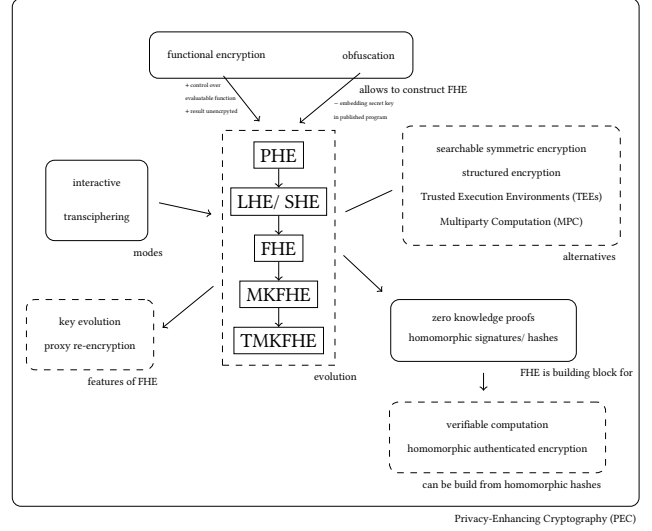 functional encryption
obfuscation
+ control over
evaluatable function
+ result unencrpyted
allows to construct FHE
− embedding secret key
in published program
PHE
LHE/ SHE
FHE
MKFHE
TMKFHE
evolution
interactive
transciphering
modes
searchable symmetric encryption
structured encryption
Trusted Execution Environments (TEEs)
Multiparty Computation (MPC)
alternatives
key evolution
proxy re-encryption
features of FHE
zero knowledge proofs
homomorphic signatures/ hashes
FHE is building block for
verifiable computation
homomorphic authenticated encryption
can be build from homomorphic hashes
Privacy-Enhancing Cryptography (PEC)